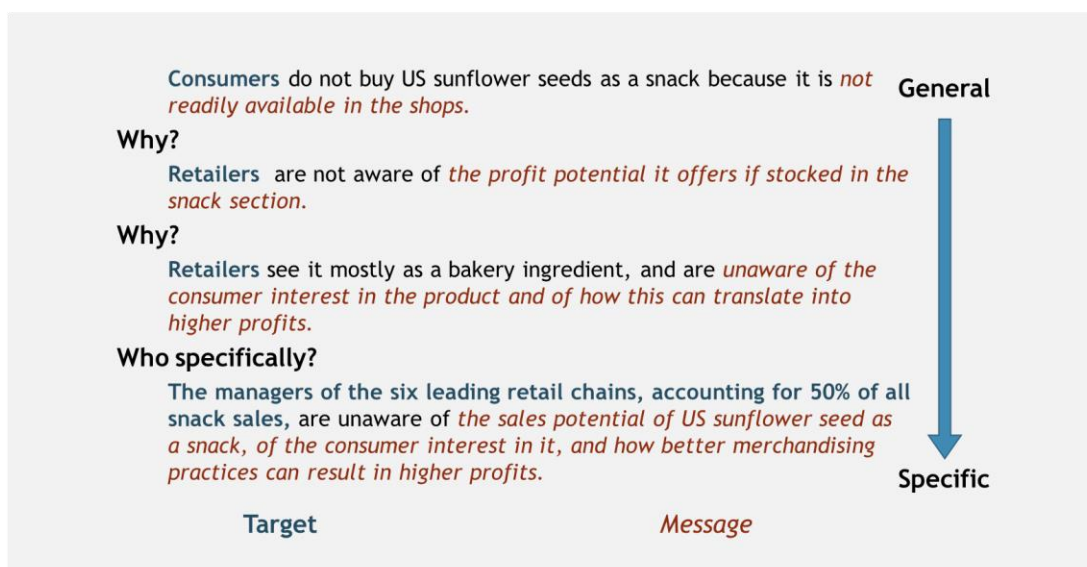 Consumers do not buy US sunflower seeds as a snack because it is not
readily available in the shops.
General
Why?
Retailers are not aware of the profit potential it offers if stocked in the
snack section.
Why?
Retailers see it mostly as a bakery ingredient, and are unaware of the
consumer interest in the product and of how this can translate into
higher profits.
Who specifically?
The managers of the six leading retail chains, accounting for 50% of all
snack sales, are unaware of the sales potential of US sunflower seed as
a snack, of the consumer interest in it, and how better merchandising
practices can result in higher profits.
Specific
Target
Message